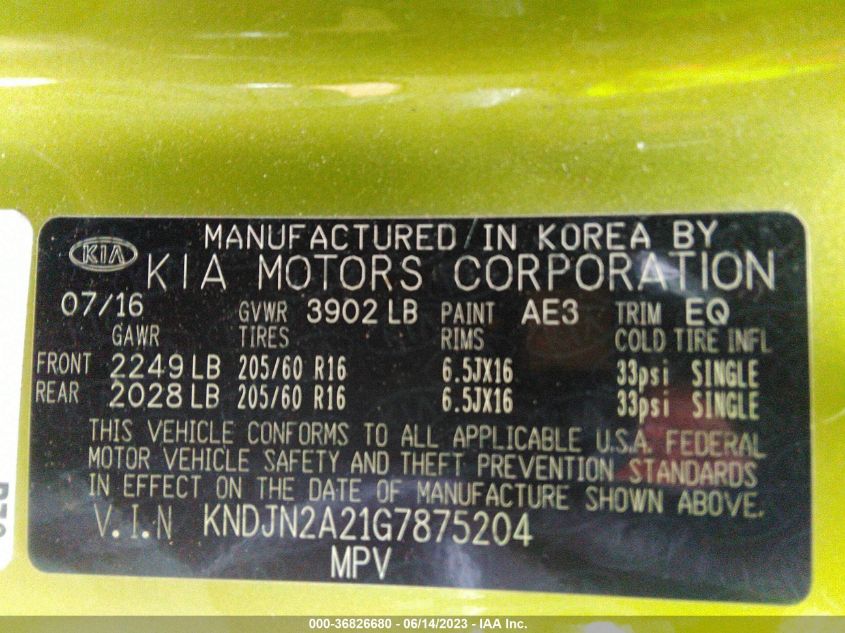 MANUFACTURED IN KOREA BY
KIA KIA MOTORS CORPORATION
07/16 GVWR 3902 LB PAINT AE3 TRIM EQ
GAWR TIRES RIMS COLD TIRE INFL
FRONT 2249 LB 205/60 R16 6.5JX16 33psi SINGLE
REAR 2028 LB 205/60 R16 6.5JX16 33psi SINGLE
THIS VEHICLE CONFORMS TO ALL APPLICABLE U.S.A. FEDERAL
MOTOR VEHICLE SAFETY AND THEFT PREVENTION STANDARDS
IN EFFECT ON THE DATE OF MANUFACTURE SHOWN ABOVE.
V.I.N KNDJN2A21G7875204
MPV
000-36826680 - 06/14/2023 - IAA Inc.